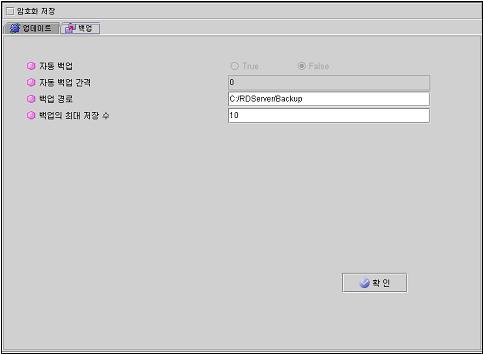 암호화 저장
업데이트 백업
자동 백업 True False
자동 백업 간격 0
백업 경로 C:/RDServer/Backup
백업의 최대 저장 수 10
확 인